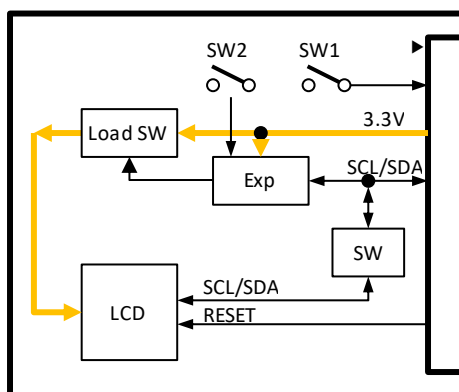 SW2
SW1
Load SW
3.3V
Exp
SCL/SDA
SW
LCD
SCL/SDA
RESET